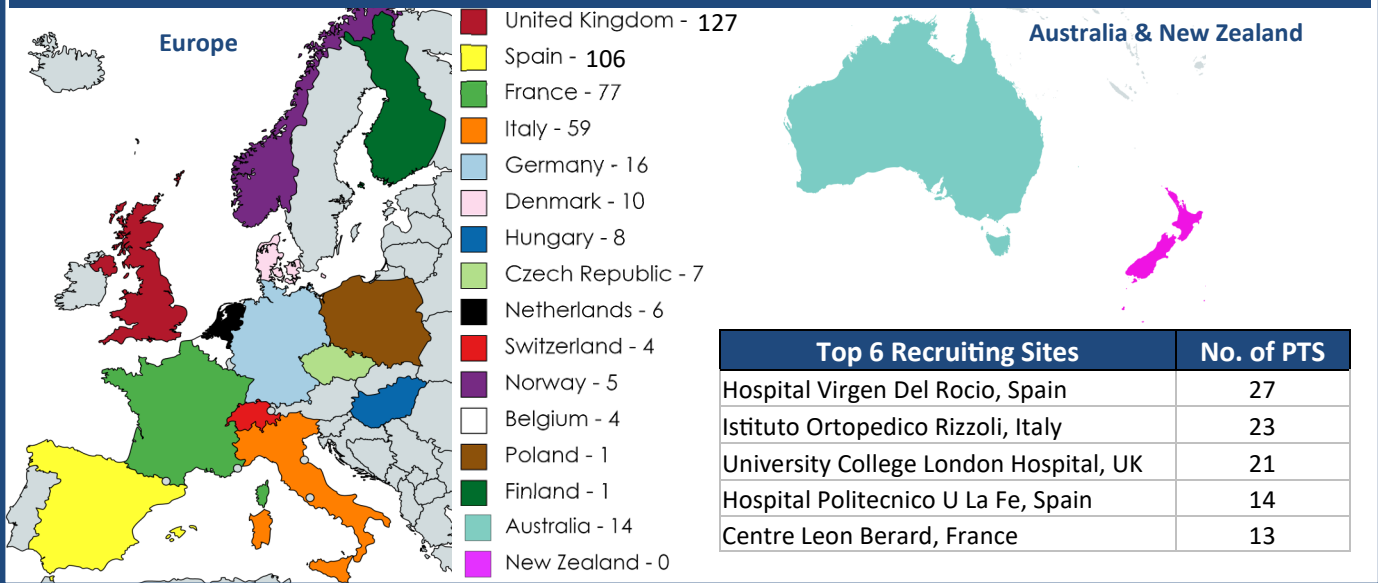 Europe
United Kingdom - 127
Spain - 106
France - 77
Italy - 59
Germany - 16
Denmark - 10
Hungary - 8
Czech Republic - 7
Netherlands - 6
Switzerland - 4
Norway - 5
Belgium - 4
Poland - 1
Finland - 1
Australia - 14
New Zealand - 0
Australia & New Zealand
Top 6 Recruiting Sites No. of PTS
Hospital Virgen Del Rocio, Spain 27
Istituto Ortopedico Rizzoli, Italy 23
University College London Hospital, UK 21
Hospital Politecnico U La Fe, Spain 14
Centre Leon Berard, France 13